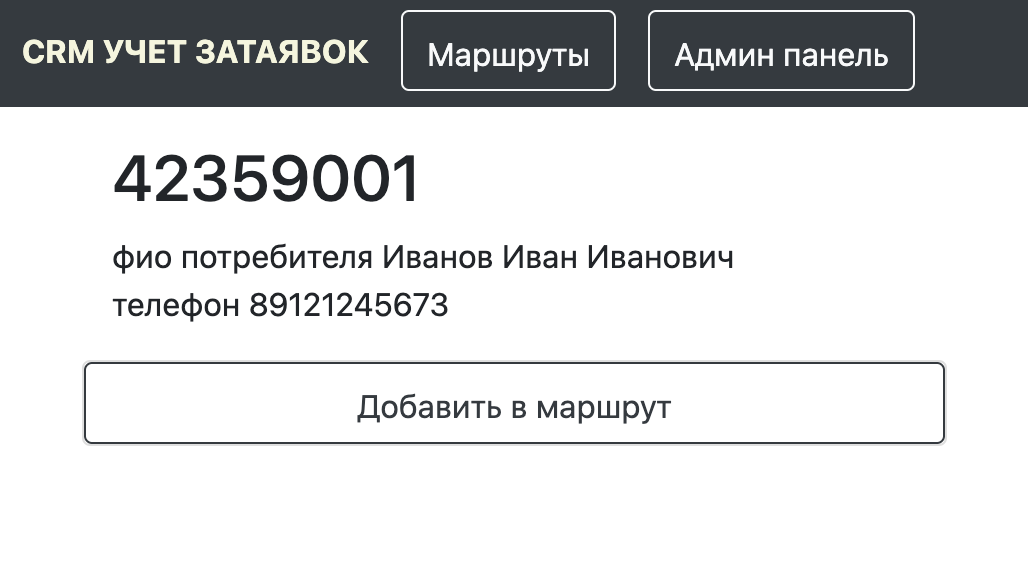 CRM УЧЕТ ЗАТАЯВОК Маршруты Админ панель
42359001
фио потребителя Иванов Иван Иванович
телефон 89121245673
Добавить в маршрут